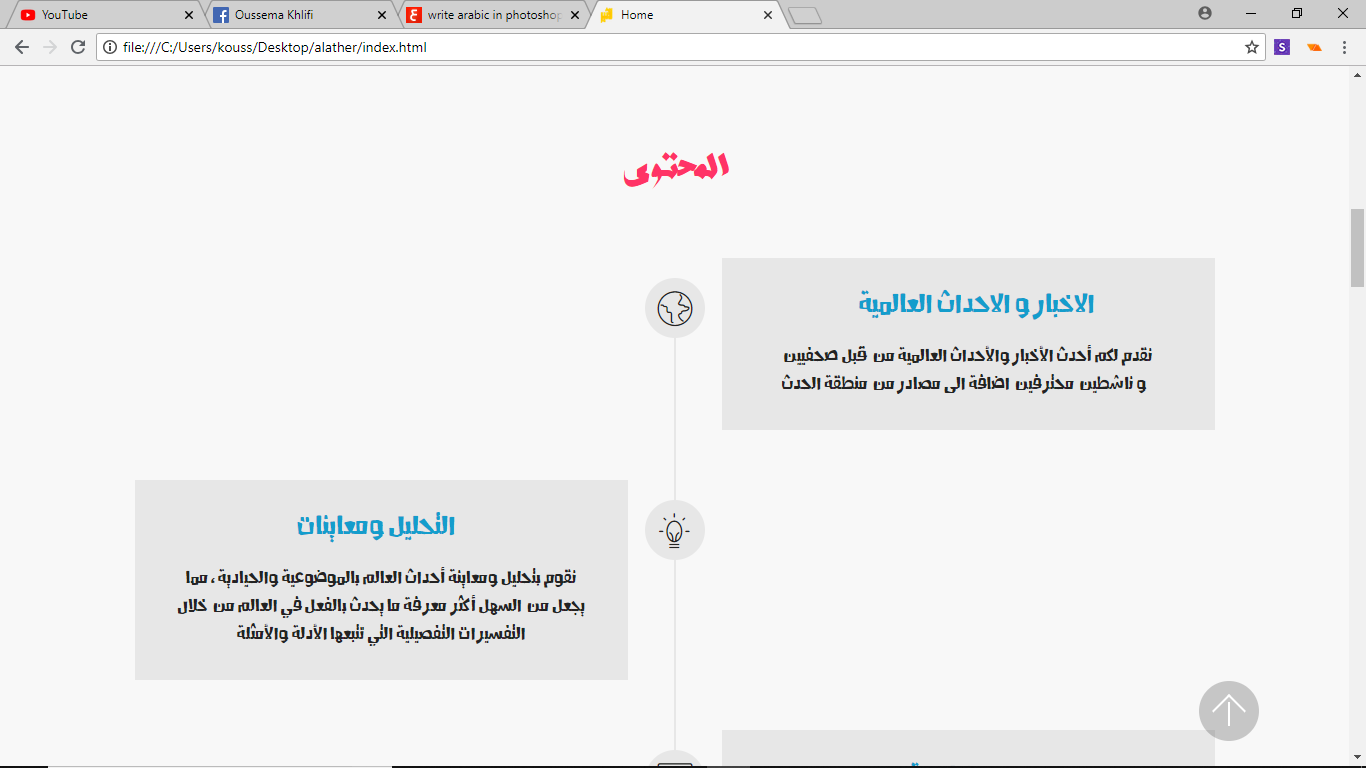 YouTube
Oussema Khlifi
write arabic in photoshop
Home
file:///C:/Users/kouss/Desktop/alather/index.html
S
المحتوى
الاخبار و الاحداث العالمية
نقدم لكم أحدث الأخبار والأحداث العالمية من قبل صحفيين
و ناشطين محترفين اضافة الى مصادر من منطقة الحدث
التحليل ومعاينات
نقوم بتحليل ومعاينة أحداث العالم بالموضوعية والحيادية ، مما
يجعل من السهل أكثر معرفة ما يحدث بالفعل في العالم من خلال
التفسيرات التفصيلية التي تتبعها الأدلة والأمثلة